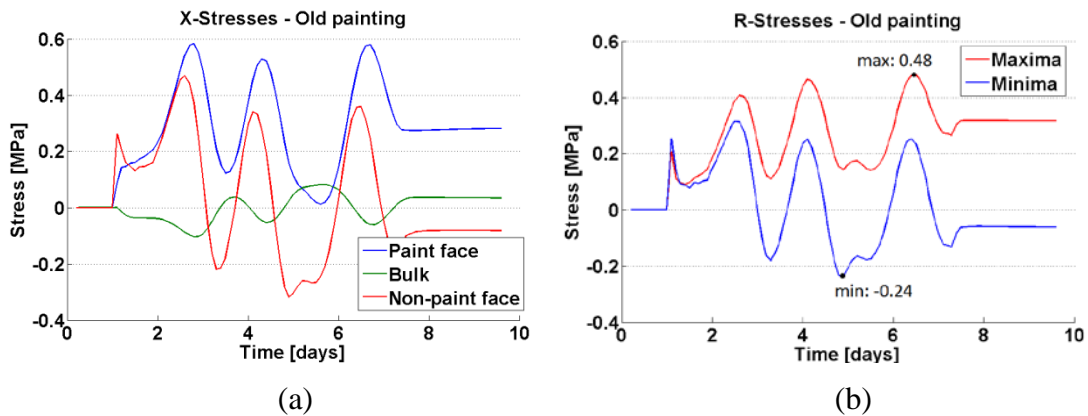 X-Stresses - Old painting
0.6
0.4
0.2
0
-0.2
-0.4
Stress [MPa]
Paint face
Bulk
Non-paint face
0 2 4 6 8 10
Time [days]
(a)
R-Stresses - Old painting
0.6
0.4
0.2
0
-0.2
-0.4
Stress [MPa]
max: 0.48
Maxima
Minima
min: -0.24
0 2 4 6 8 10
Time [days]
(b)